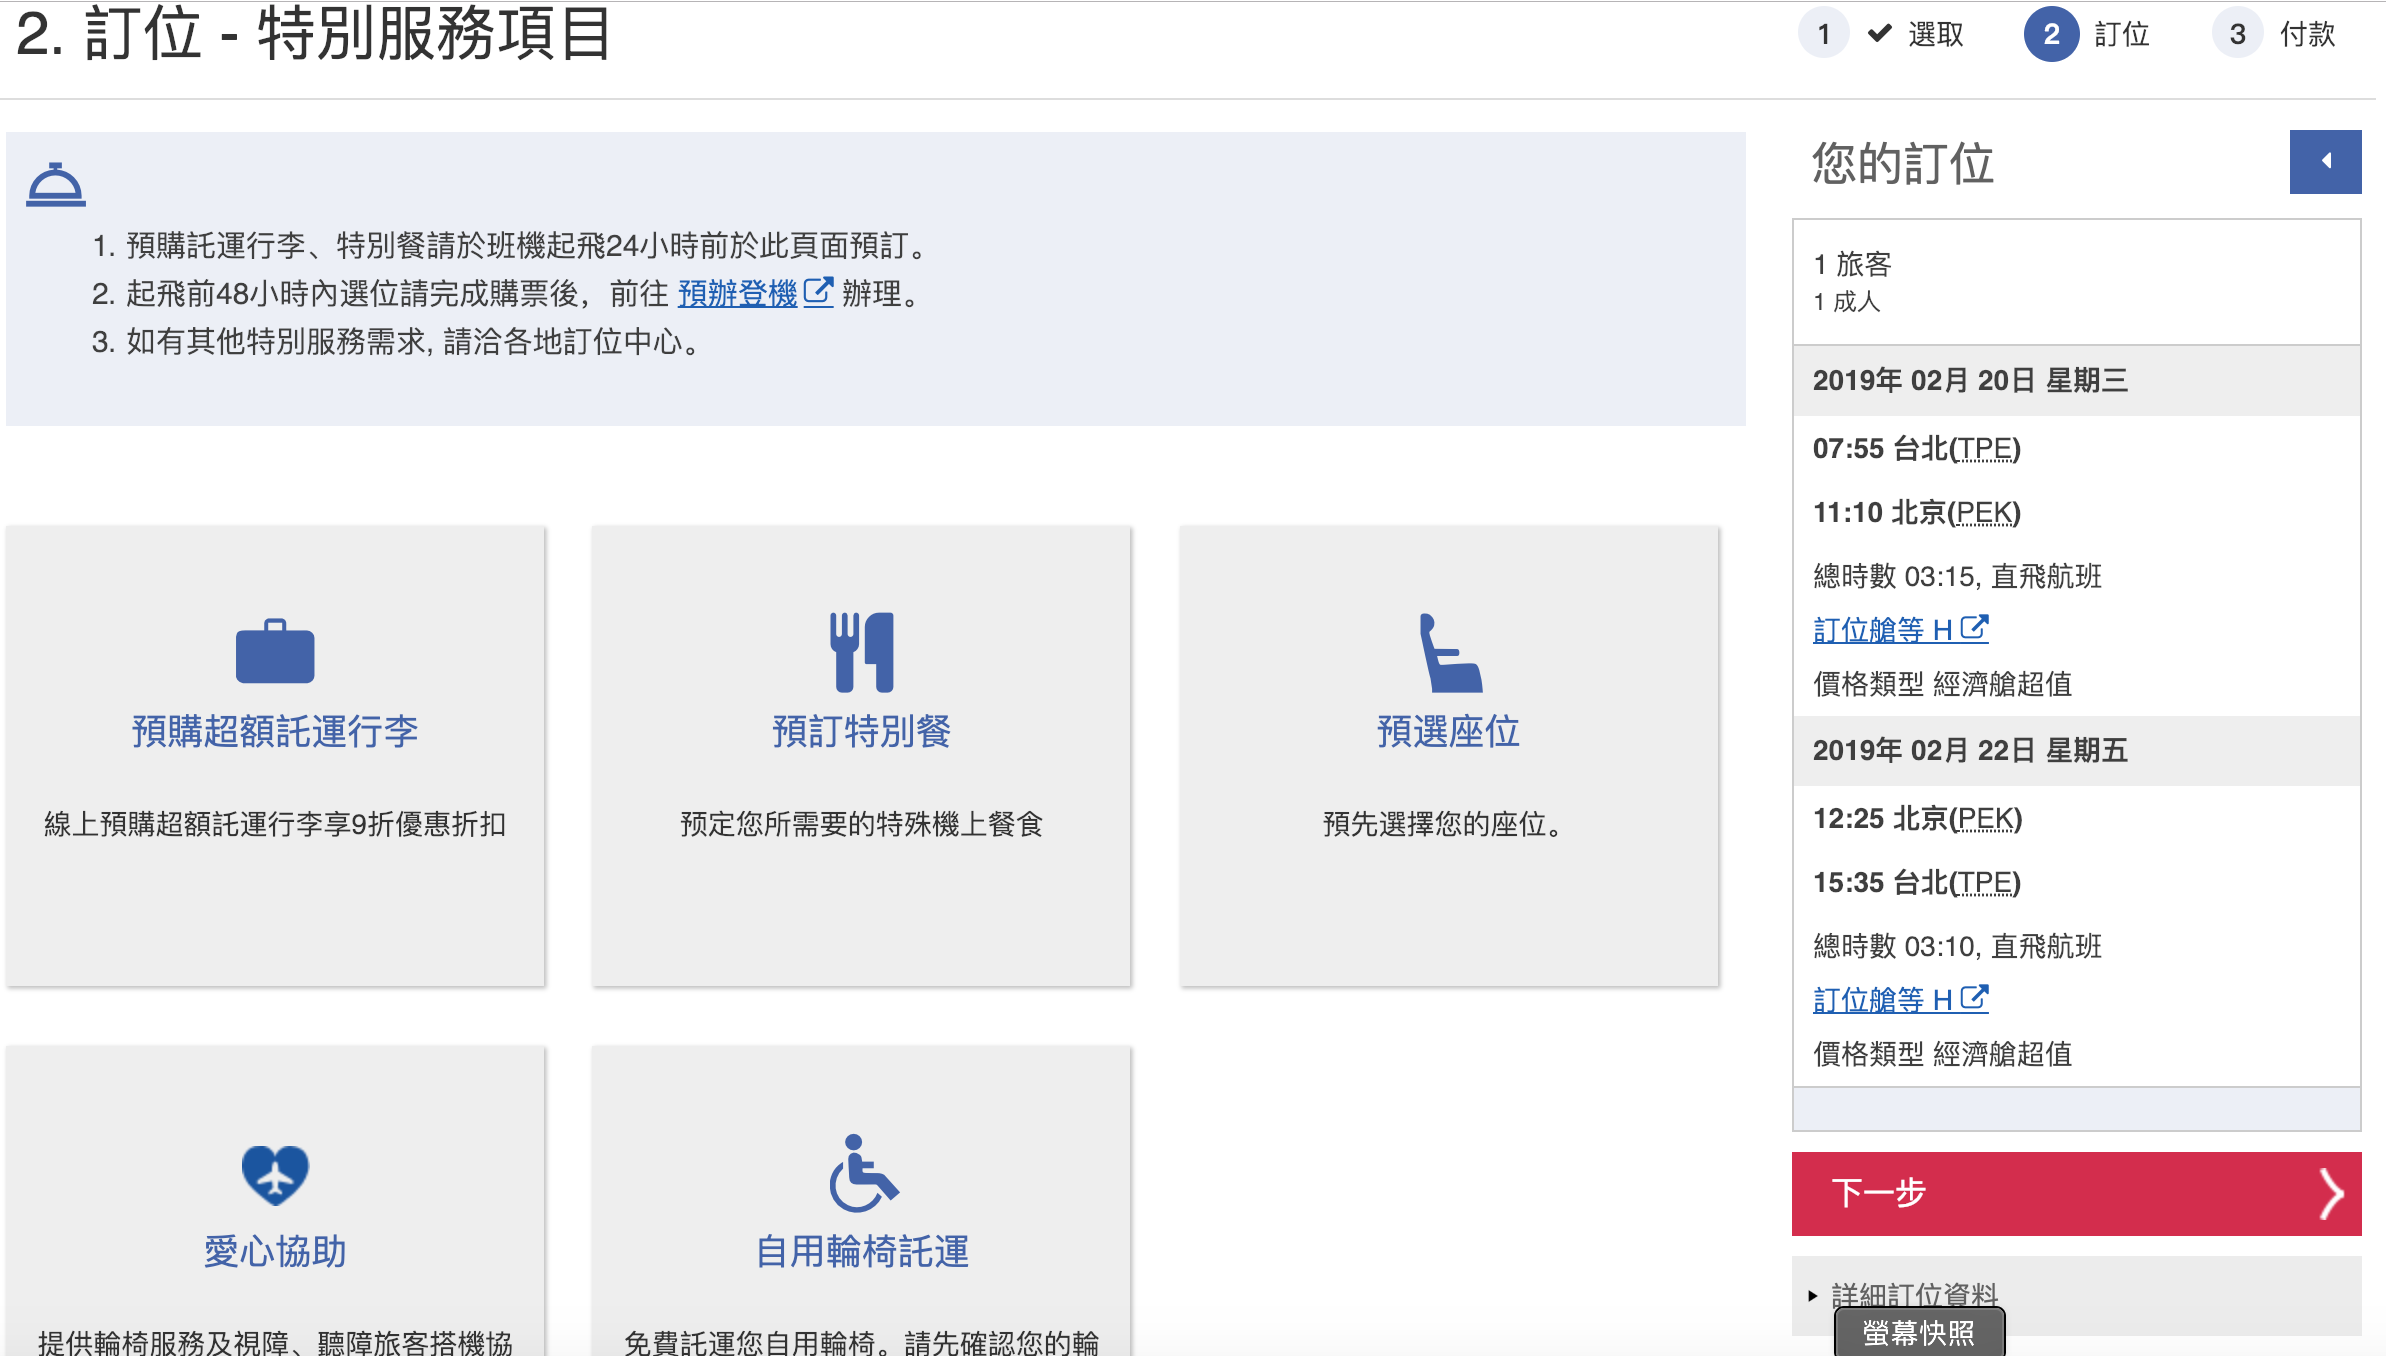 2. 訂位 - 特別服務項目
1 選取 2 訂位 3 付款
1. 預購託運行李、特別餐請於班機起飛24小時前於此頁面預訂。
2. 起飛前48小時內選位請完成購票後，前往 預辦登機 辦理。
3. 如有其他特別服務需求, 請洽各地訂位中心。
預購超額託運行李
線上預購超額託運行李享9折優惠折扣
預訂特別餐
预定您所需要的特殊機上餐食
預選座位
預先選擇您的座位。
愛心協助
提供輪椅服務及視障、聽障旅客搭機協
自用輪椅託運
免費託運您自用輪椅。請先確認您的輪
您的訂位
1 旅客
1 成人
2019年 02月 20日 星期三
07:55 台北(TPE)
11:10 北京(PEK)
總時數 03:15, 直飛航班
訂位艙等 H
價格類型 經濟艙超值
2019年 02月 22日 星期五
12:25 北京(PEK)
15:35 台北(TPE)
總時數 03:10, 直飛航班
訂位艙等 H
價格類型 經濟艙超值
下一步
詳細訂位資料
螢幕快照